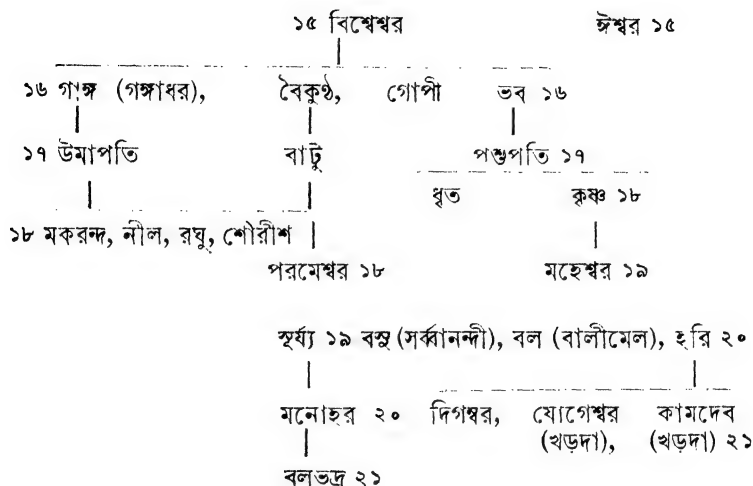 ১৫ বিশ্বেশ্বর ঈশ্বর ১৫
১৬ গাঙ্গ (গঙ্গাধর), বৈকুণ্ঠ, গোপী ভব ১৬
১৭ উমাপতি বাটু পশুপতি ১৭
ধৃত কৃষ্ণ ১৮
১৮ মকরন্দ, নীল, রঘু, শৌরীশ
পরমেশ্বর ১৮ মহেশ্বর ১৯
সূর্য্য ১৯ বসু (সর্ব্বানন্দী), বল (বালীমেল), হরি ২০
মনোহর ২০ দিগম্বর, যোগেশ্বর কামদেব
(খড়দা), (খড়দা) ২১
বলভদ্র ২১